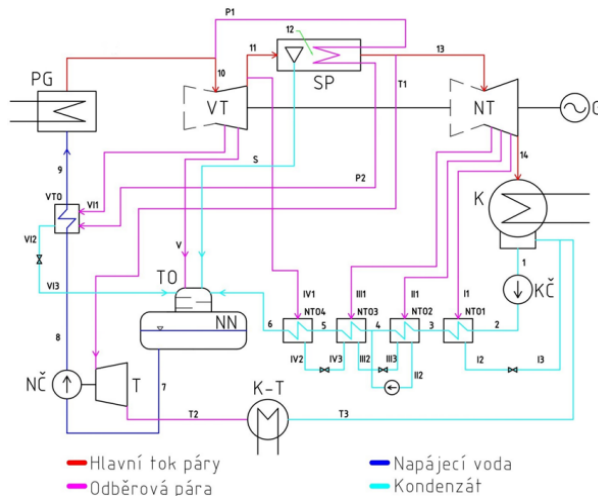 P1
12
11
13
PG
10
SP
T1
VT
NT
G
14
S
9
P2
K
VTO
VI1
VI2
V
1
KČ
TO
IV1
III1
II1
I1
VI3
NTO4
NTO3
NTO2
NTO1
NN
6
5
4
3
2
8
IV2
IV3
III2
III3
II2
I2
I3
NČ
T
7
K-T
T2
T3
Hlavní tok páry
Napájecí voda
Odběrová pára
Kondenzát